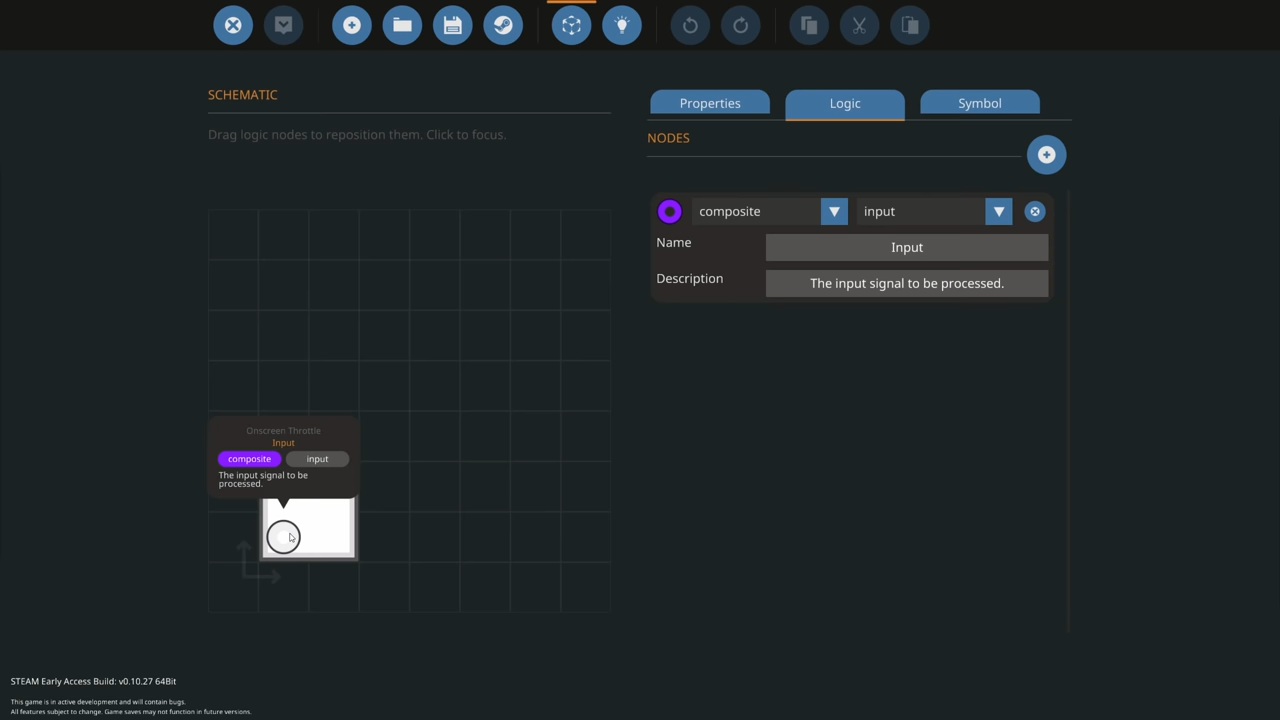 SCHEMATIC
Drag logic nodes to reposition them. Click to focus.
Properties
Logic
Symbol
NODES
composite
input
Name
Input
Description
The input signal to be processed.
Onscreen Throttle
Input
composite
input
The input signal to be
processed.
STEAM Early Access Build: v0.10.27 64Bit
This game is in active development and will contain bugs.
All features subject to change. Game saves may not function in future versions.